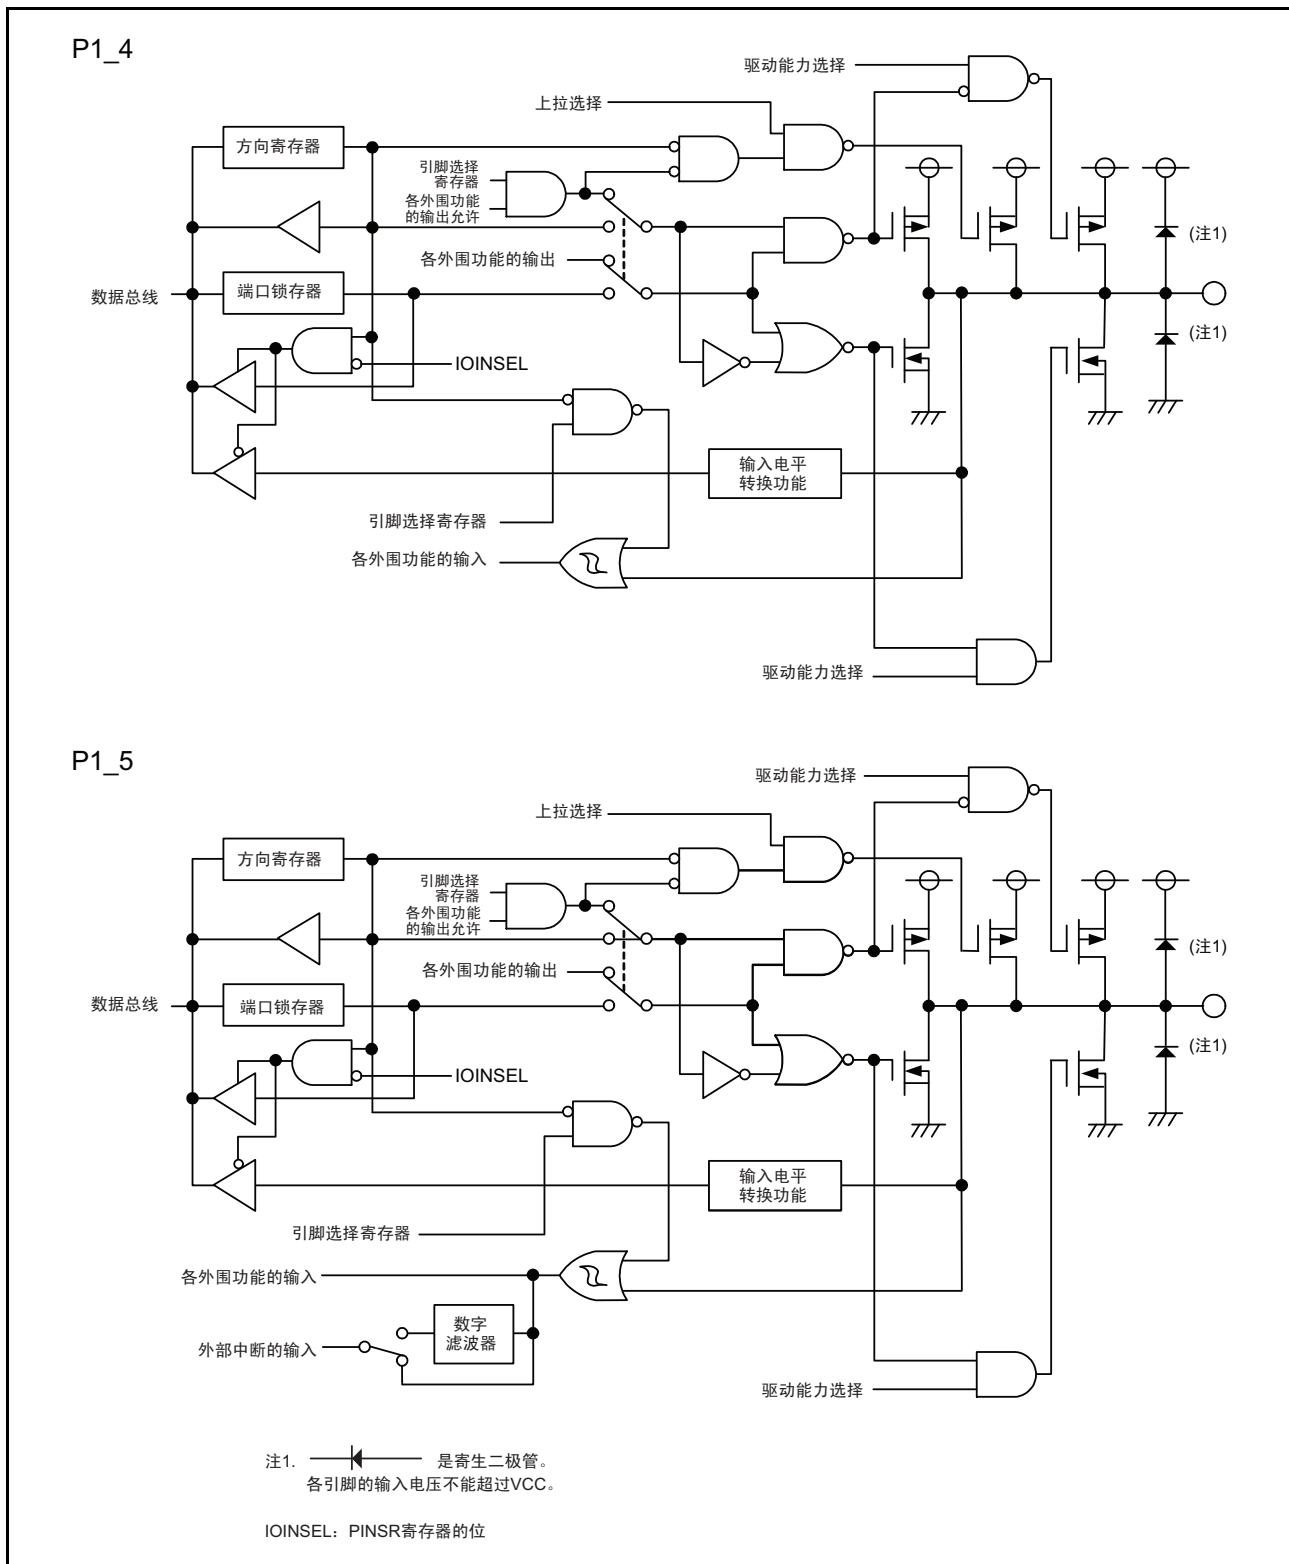 P1_4
驱动能力选择
上拉选择
方向寄存器
引脚选择
寄存器
各外围功能
的输出允许
(注1)
各外围功能的输出
数据总线
端口锁存器
(注1)
IOINSEL
输入电平
转换功能
引脚选择寄存器
各外围功能的输入
驱动能力选择
P1_5
驱动能力选择
上拉选择
方向寄存器
引脚选择
寄存器
各外围功能
的输出允许
(注1)
各外围功能的输出
数据总线
端口锁存器
(注1)
IOINSEL
输入电平
转换功能
引脚选择寄存器
各外围功能的输入
数字
滤波器
外部中断的输入
驱动能力选择
注1. 是寄生二极管。
各引脚的输入电压不能超过VCC。
IOINSEL：PINSR寄存器的位